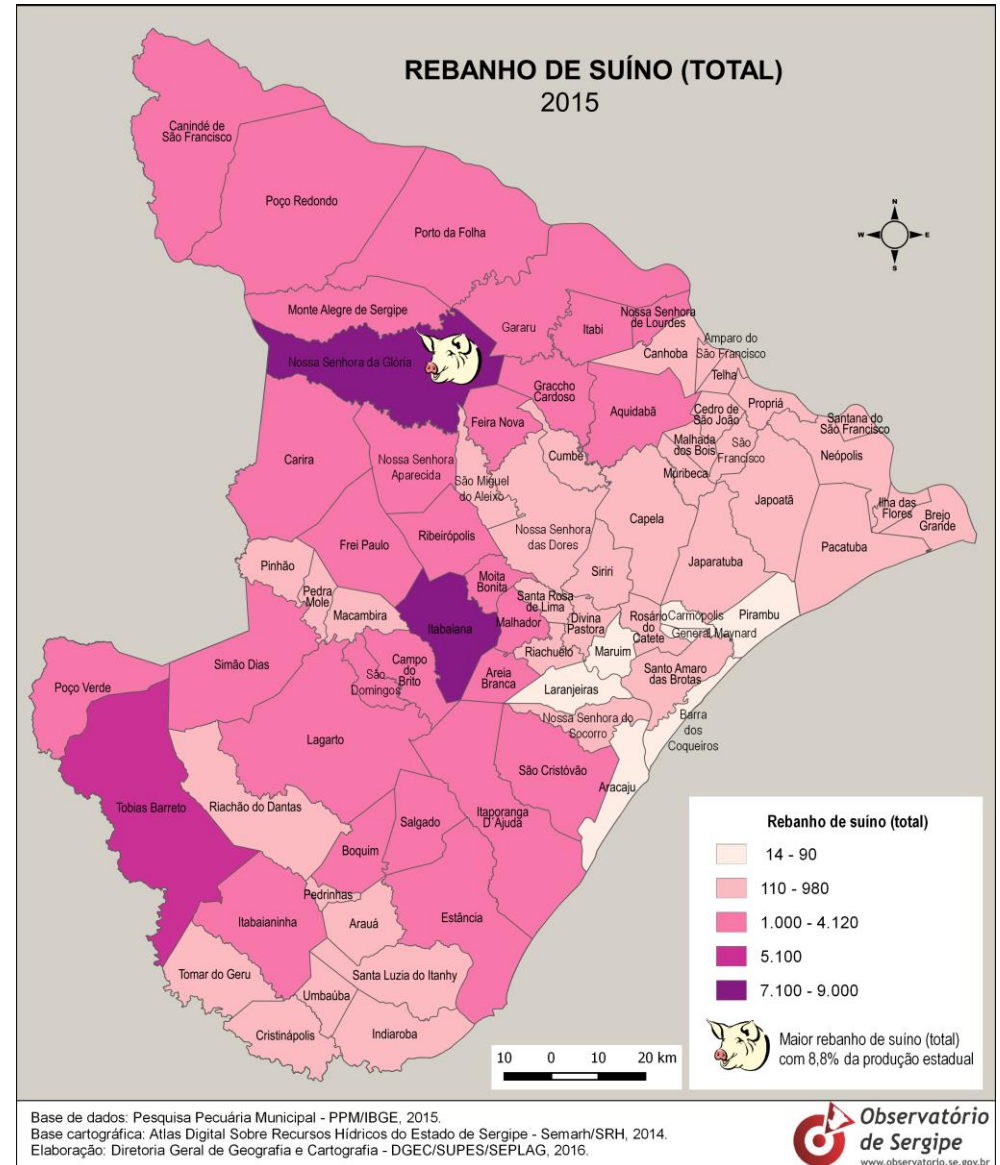 REBANHO DE SUÍNO (TOTAL)
2015
N
W
E
S
Canindé de
São Francisco
Poço Redondo
Porto da Folha
Monte Alegre de Sergipe
Gararu
Itabi
Nossa Senhora
de Lourdes
Nossa Senhora da Glória
Canhoba
Amparo do
São Francisco
Telha
Graccho
Cardoso
Aquidabã
Cedro de
São João
Propriá
Santana do
São Francisco
Feira Nova
Carira
Nossa Senhora
Aparecida
Cumbe
Malhada
dos Bois
São
Francisco
Neópolis
São Miguel
do Aleixo
Muribeca
Japoatã
Ilha das
Flores
Brejo
Grande
Frei Paulo
Ribeirópolis
Nossa Senhora
das Dores
Capela
Japaratuba
Pacatuba
Pinhão
Pedra
Mole
Macambira
Moita
Bonita
Siriri
Santa Rosa
de Lima
Itabaiana
Malhador
Divina
Pastora
Rosário
do
Catete
Carmópolis
Pirambu
General Maynard
Riachuelo
Maruim
Simão Dias
São
Domingos
Campo
do
Brito
Areia
Branca
Santo Amaro
das Brotas
Poço Verde
Laranjeiras
Nossa Senhora do
Socorro
Barra
dos
Coqueiros
Lagarto
São Cristóvão
Aracaju
Tobias Barreto
Riachão do Dantas
Salgado
Itaporanga
D'Ajuda
Boquim
Pedrinhas
Itabaianinha
Arauá
Estância
Tomar do Geru
Santa Luzia do Itanhy
Umbaúba
Cristinápolis
Indiaroba
Rebanho de suíno (total)
14 - 90
110 - 980
1.000 - 4.120
5.100
7.100 - 9.000
Maior rebanho de suíno (total)
com 8,8% da produção estadual
10 0 10 20 km
Base de dados: Pesquisa Pecuária Municipal - PPM/IBGE, 2015.
Base cartográfica: Atlas Digital Sobre Recursos Hídricos do Estado de Sergipe - Semarh/SRH, 2014.
Elaboração: Diretoria Geral de Geografia e Cartografia - DGEC/SUPES/SEPLAG, 2016.
Observatório
de Sergipe
www.observatorio.se.gov.br